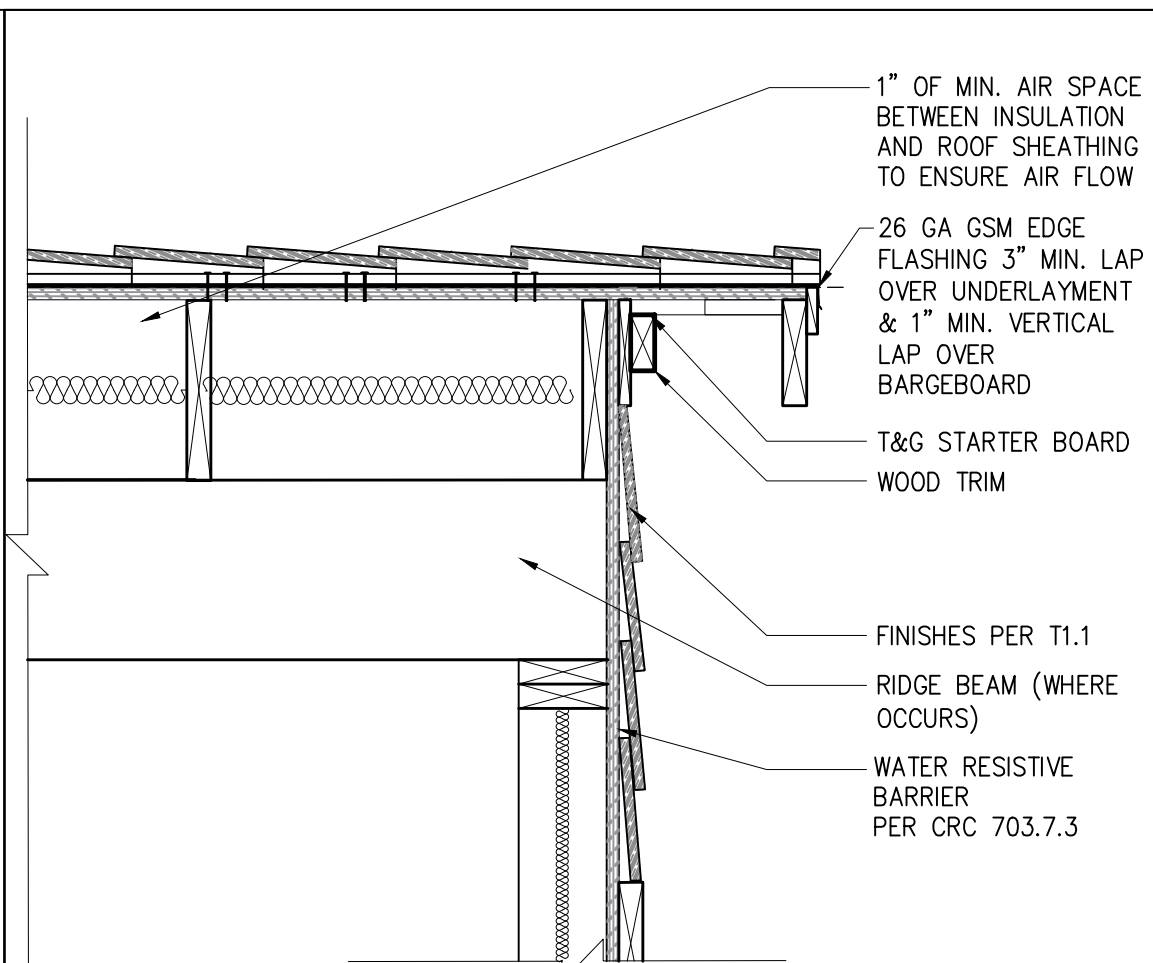 1” OF MIN. AIR SPACE
BETWEEN INSULATION
AND ROOF SHEATHING
TO ENSURE AIR FLOW
26 GA GSM EDGE
FLASHING 3” MIN. LAP
OVER UNDERLAYMENT
& 1” MIN. VERTICAL
LAP OVER
BARGEBOARD
T&G STARTER BOARD
WOOD TRIM
FINISHES PER T1.1
RIDGE BEAM (WHERE
OCCURS)
WATER RESISTIVE
BARRIER
PER CRC 703.7.3